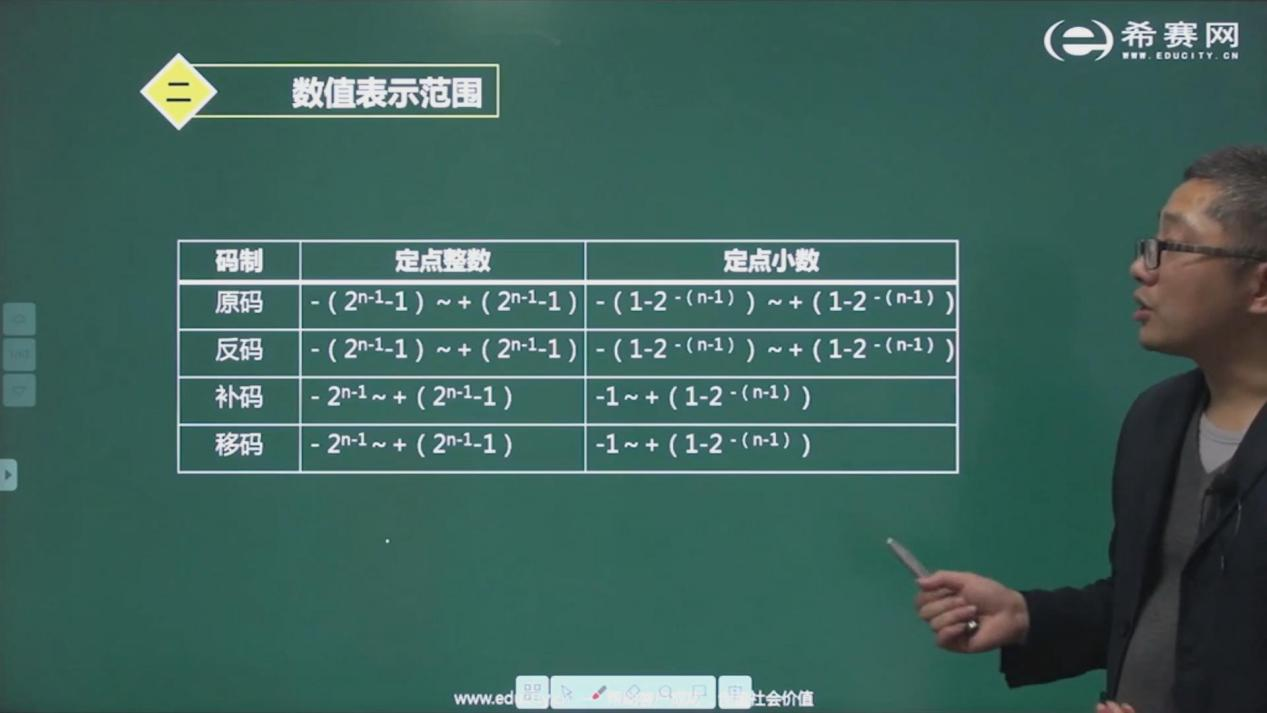 希赛网
WWW.EDUCITY.CN
二 数值表示范围
码制 定点整数 定点小数
原码 -（2ⁿ⁻¹-1）~+（2ⁿ⁻¹-1） -（1-2⁻⁽ⁿ⁻¹⁾）~+（1-2⁻⁽ⁿ⁻¹⁾）
反码 -（2ⁿ⁻¹-1）~+（2ⁿ⁻¹-1） -（1-2⁻⁽ⁿ⁻¹⁾）~+（1-2⁻⁽ⁿ⁻¹⁾）
补码 -2ⁿ⁻¹~+（2ⁿ⁻¹-1） -1~+（1-2⁻⁽ⁿ⁻¹⁾）
移码 -2ⁿ⁻¹~+（2ⁿ⁻¹-1） -1~+（1-2⁻⁽ⁿ⁻¹⁾）
社会价值